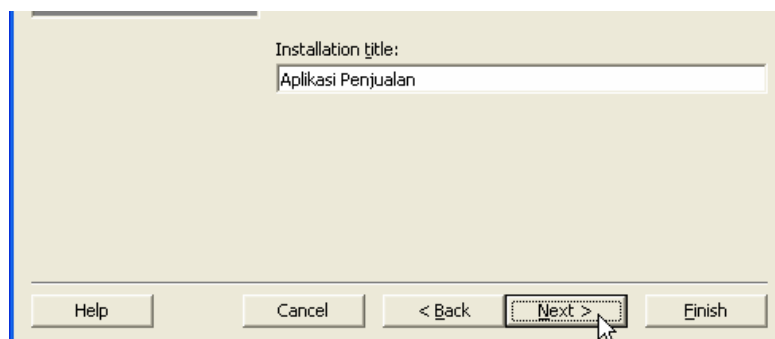 Installation title:
Aplikasi Penjualan
Help Cancel < Back Next > Finish